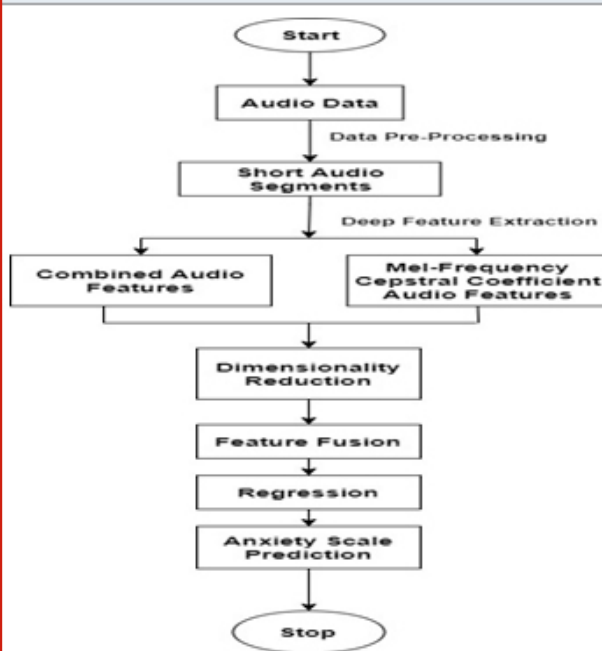 Start
Audio Data
Data Pre-Processing
Short Audio
Segments
Deep Feature Extraction
Combined Audio
Features
Mel-Frequency
Cepstral Coefficient
Audio Features
Dimensionality
Reduction
Feature Fusion
Regression
Anxiety Scale
Prediction
Stop